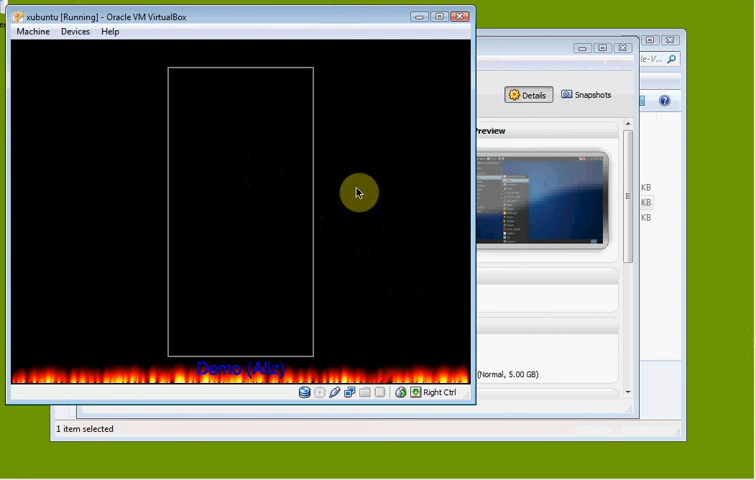 xubuntu [Running] - Oracle VM VirtualBox
Machine Devices Help
le-V...
Details Snapshots
Preview
KB
KB
KB
(Normal, 5.00 GB)
Demo (Aliz)
Right Ctrl
1 item selected